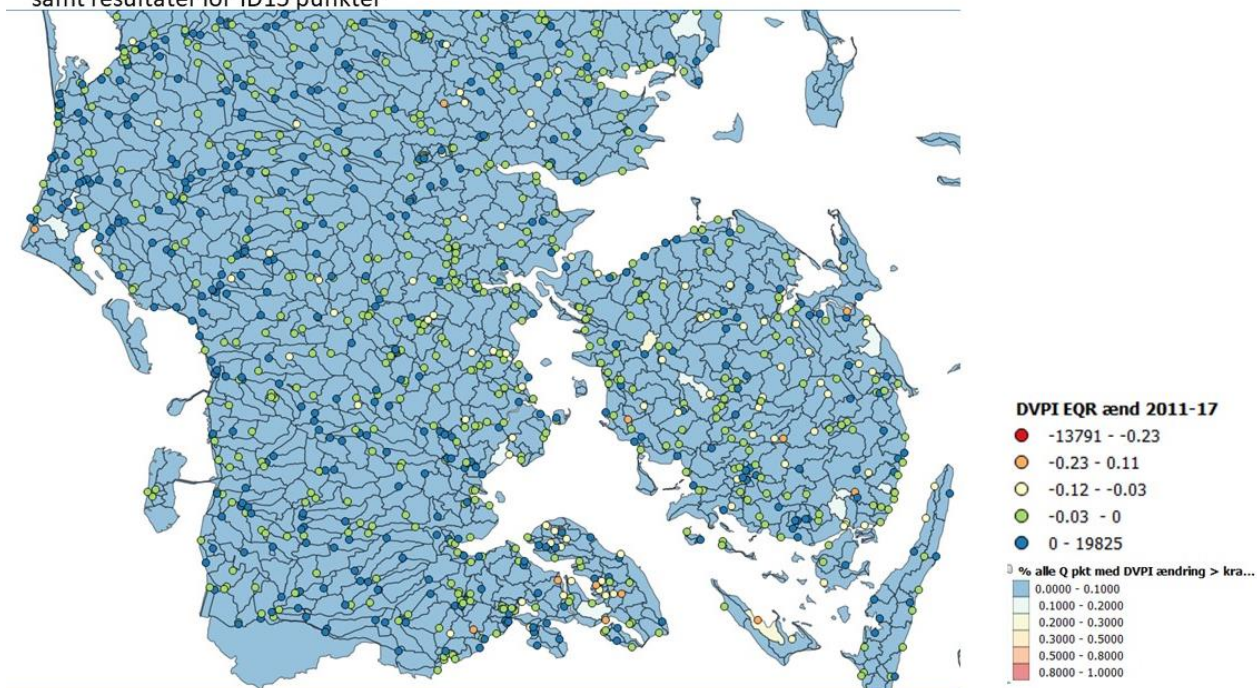 samt resultater for ID15 punkter
DVPI EQR ænd 2011-17
-13791 - -0.23
-0.23 - 0.11
-0.12 - -0.03
-0.03 - 0
0 - 19825
% alle Q pkt med DVPI ændring > kra...
0.0000 - 0.1000
0.1000 - 0.2000
0.2000 - 0.3000
0.3000 - 0.5000
0.5000 - 0.8000
0.8000 - 1.0000